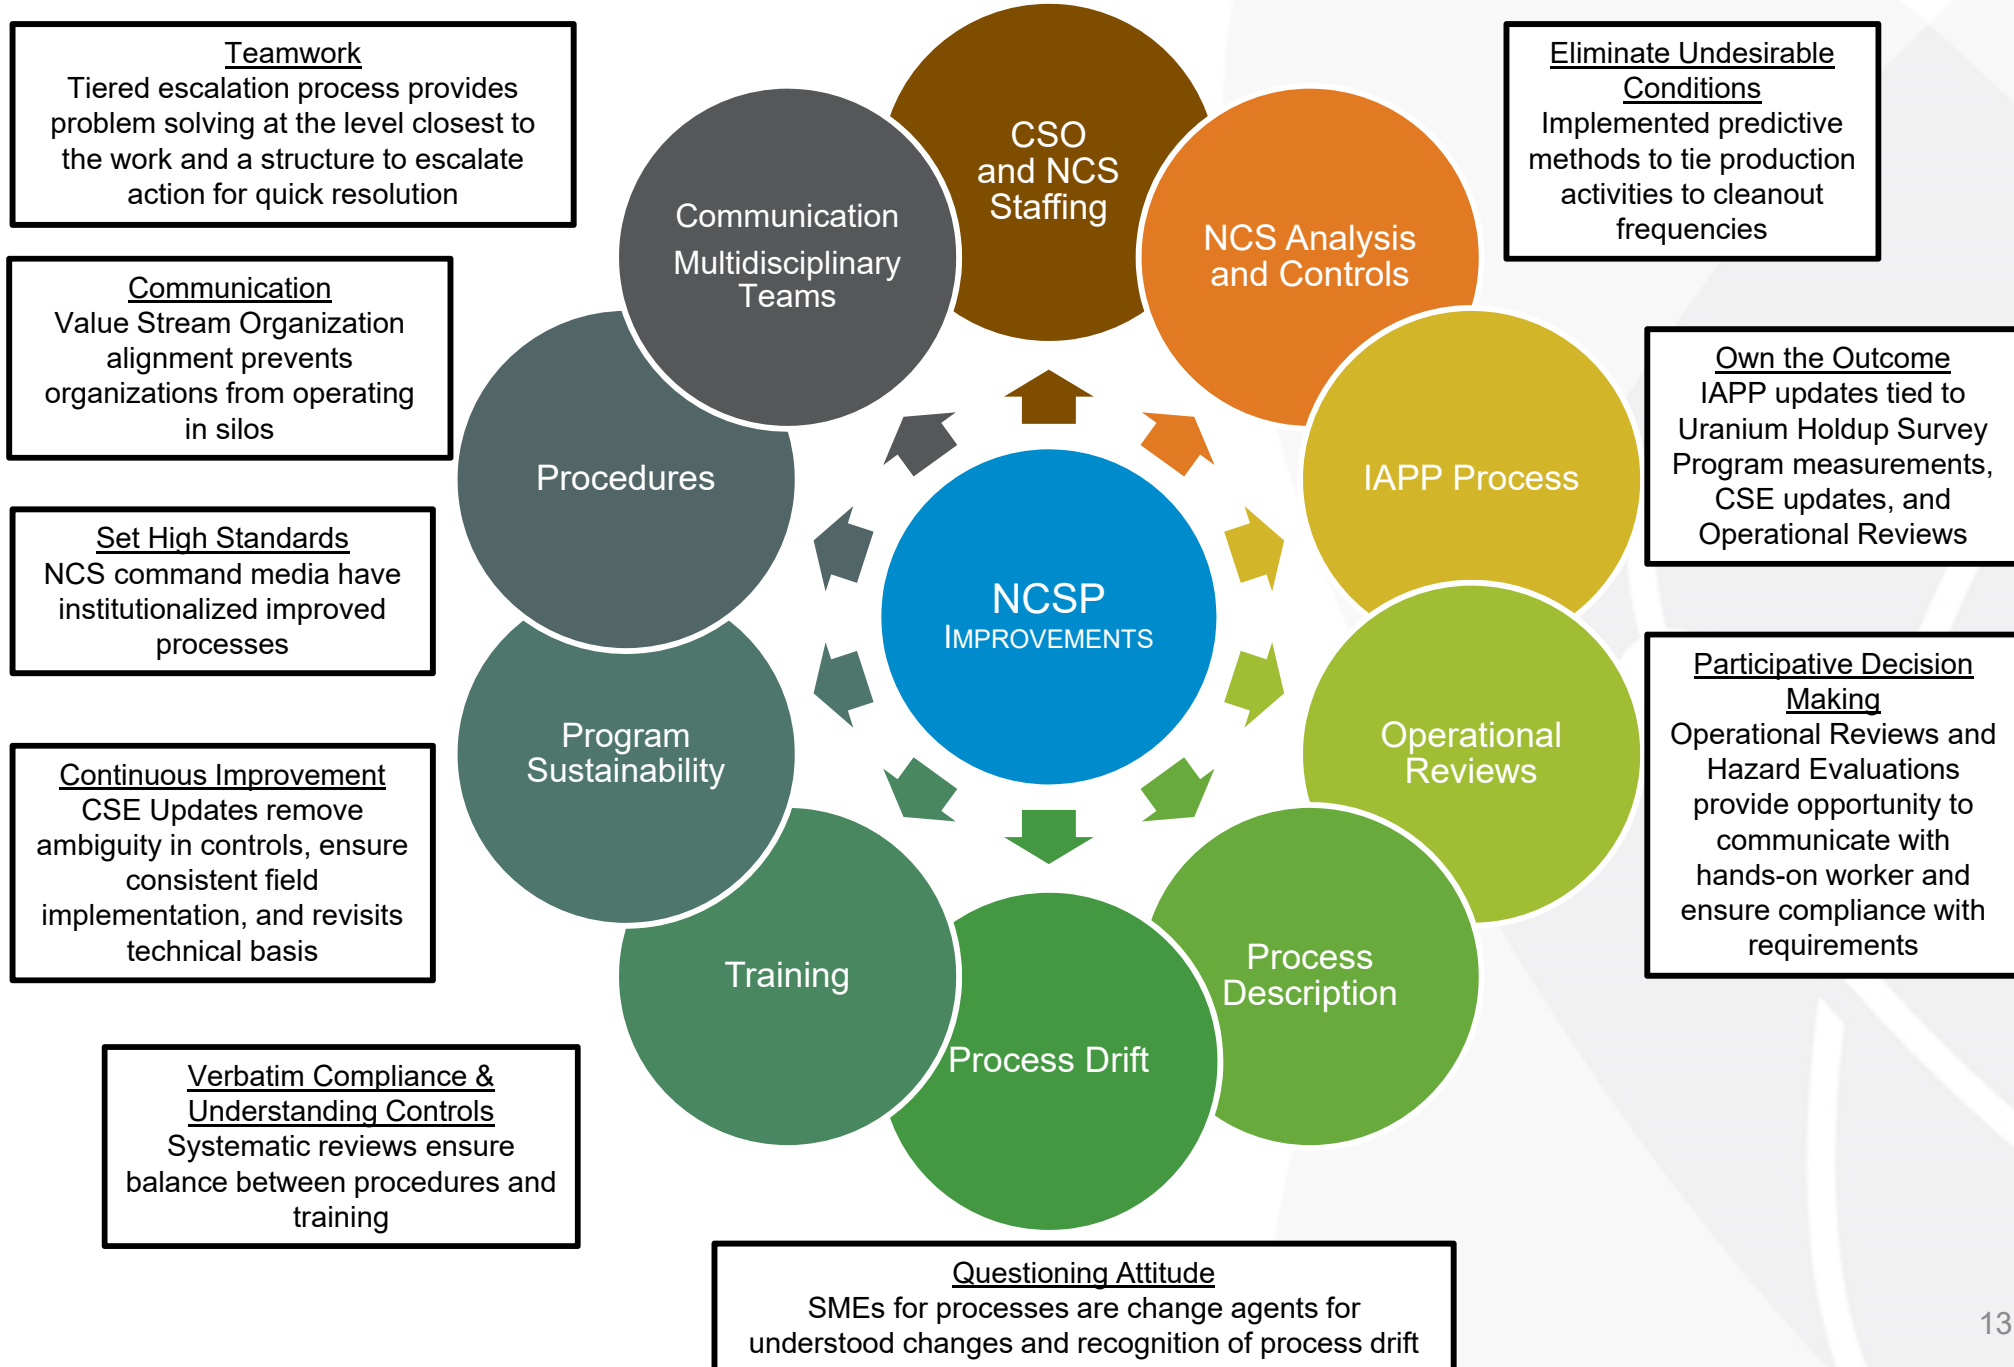 Teamwork
Tiered escalation process provides
problem solving at the level closest to
the work and a structure to escalate
action for quick resolution
Communication
Value Stream Organization
alignment prevents
organizations from operating
in silos
Set High Standards
NCS command media have
institutionalized improved
processes
Continuous Improvement
CSE Updates remove
ambiguity in controls, ensure
consistent field
implementation, and revisits
technical basis
Verbatim Compliance &
Understanding Controls
Systematic reviews ensure
balance between procedures and
training
CSO
and NCS
Staffing
NCS Analysis
and Controls
IAPP Process
Operational
Reviews
Process
Description
Process Drift
Training
Program
Sustainability
Procedures
Communication
Multidisciplinary
Teams
NCSP
IMPROVEMENTS
Eliminate Undesirable
Conditions
Implemented predictive
methods to tie production
activities to cleanout
frequencies
Own the Outcome
IAPP updates tied to
Uranium Holdup Survey
Program measurements,
CSE updates, and
Operational Reviews
Participative Decision
Making
Operational Reviews and
Hazard Evaluations
provide opportunity to
communicate with
hands-on worker and
ensure compliance with
requirements
Questioning Attitude
SMEs for processes are change agents for
understood changes and recognition of process drift
13